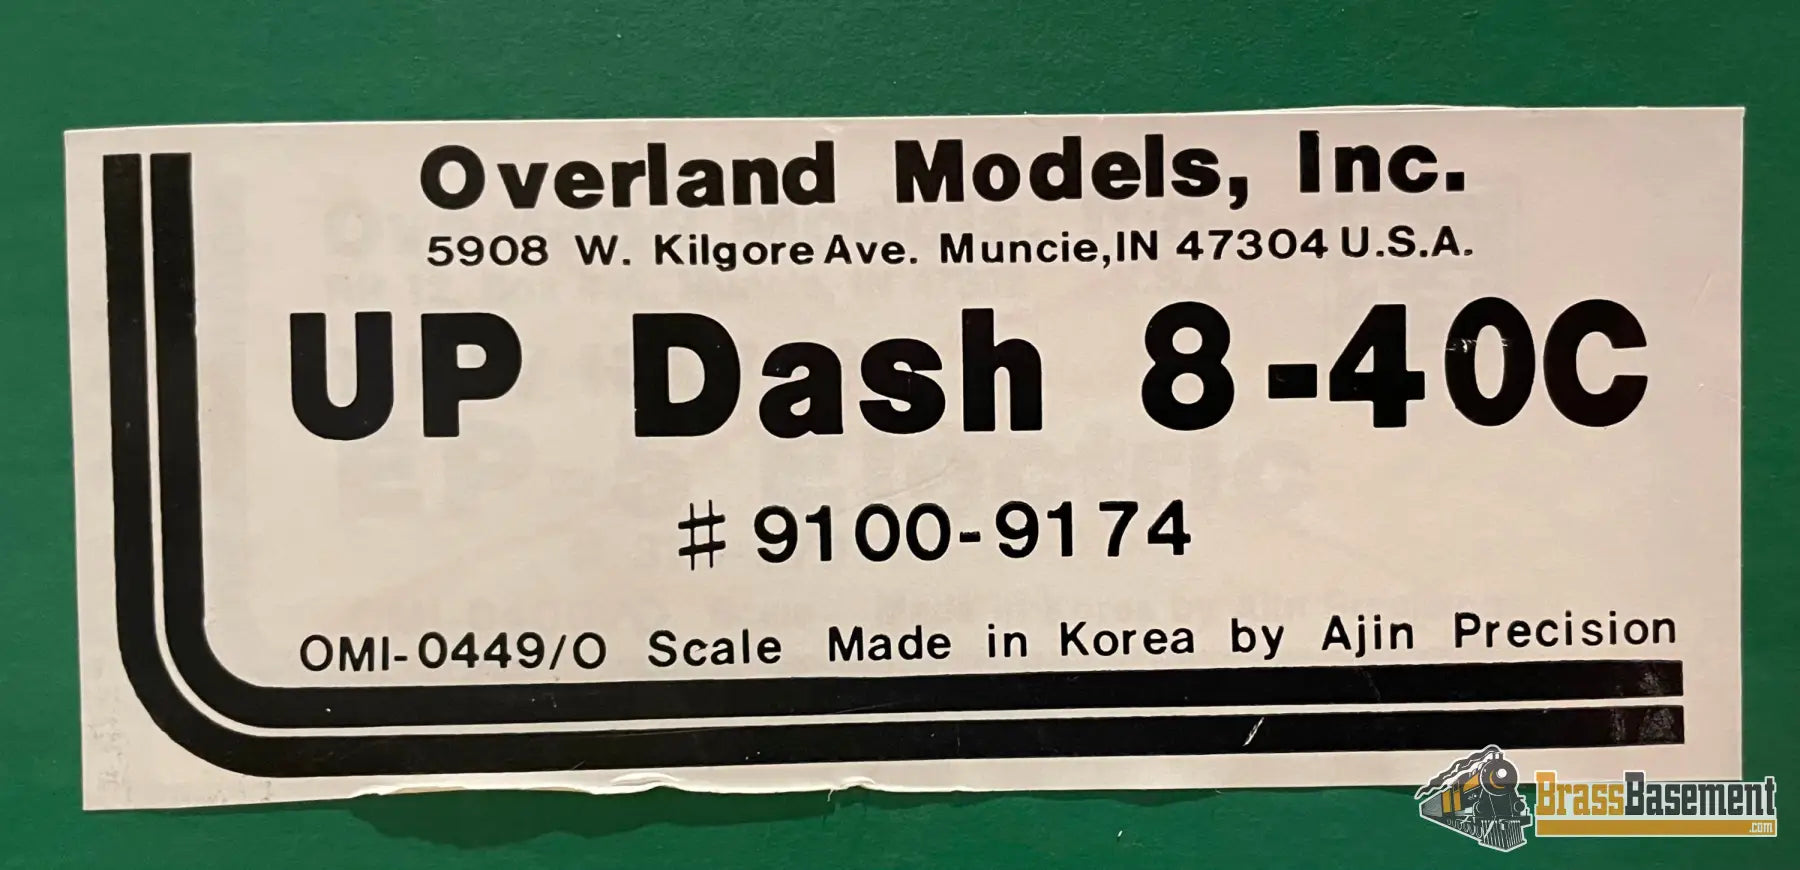 Overland Models, Inc.
5908 W. Kilgore Ave. Muncie, IN 47304 U.S.A.
UP Dash 8-40C
#9100-9174
OMI-0449/O Scale Made in Korea by Ajin Precision
BrassBasement
.com